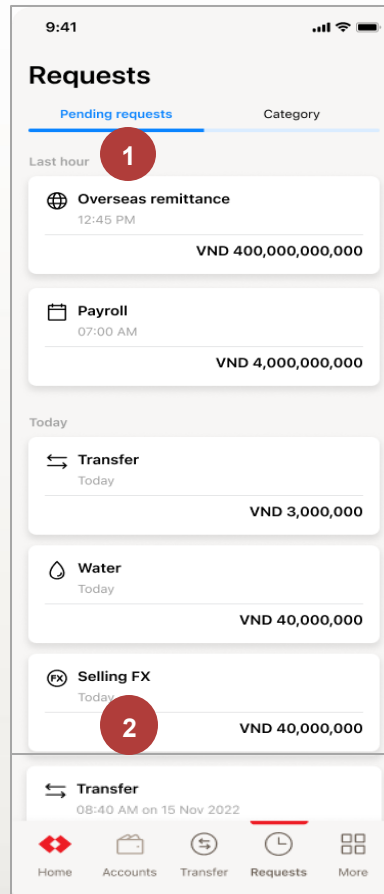 9:41
Requests
Pending requests
Category
1
Last hour
Overseas remittance
12:45 PM
VND 400,000,000,000
Payroll
07:00 AM
VND 4,000,000,000
Today
Transfer
Today
VND 3,000,000
Water
Today
VND 40,000,000
FX Selling FX
Today
2
VND 40,000,000
Transfer
08:40 AM on 15 Nov 2022
Home Accounts Transfer Requests More